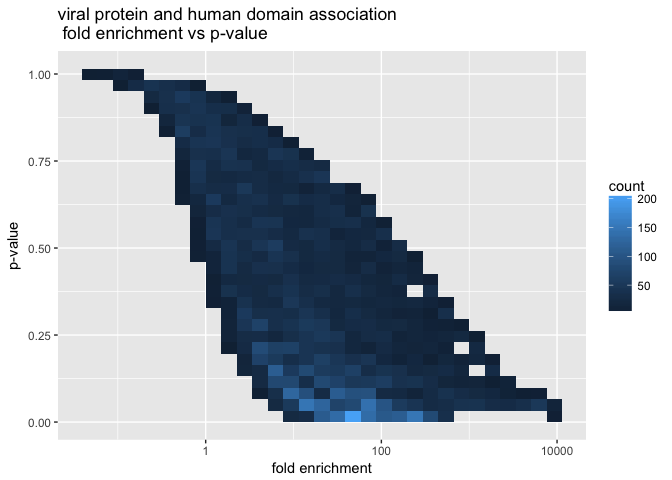 viral protein and human domain association
fold enrichment vs p-value
1.00
0.75
0.50
0.25
0.00
p-value
1
100
10000
fold enrichment
count
200
150
100
50